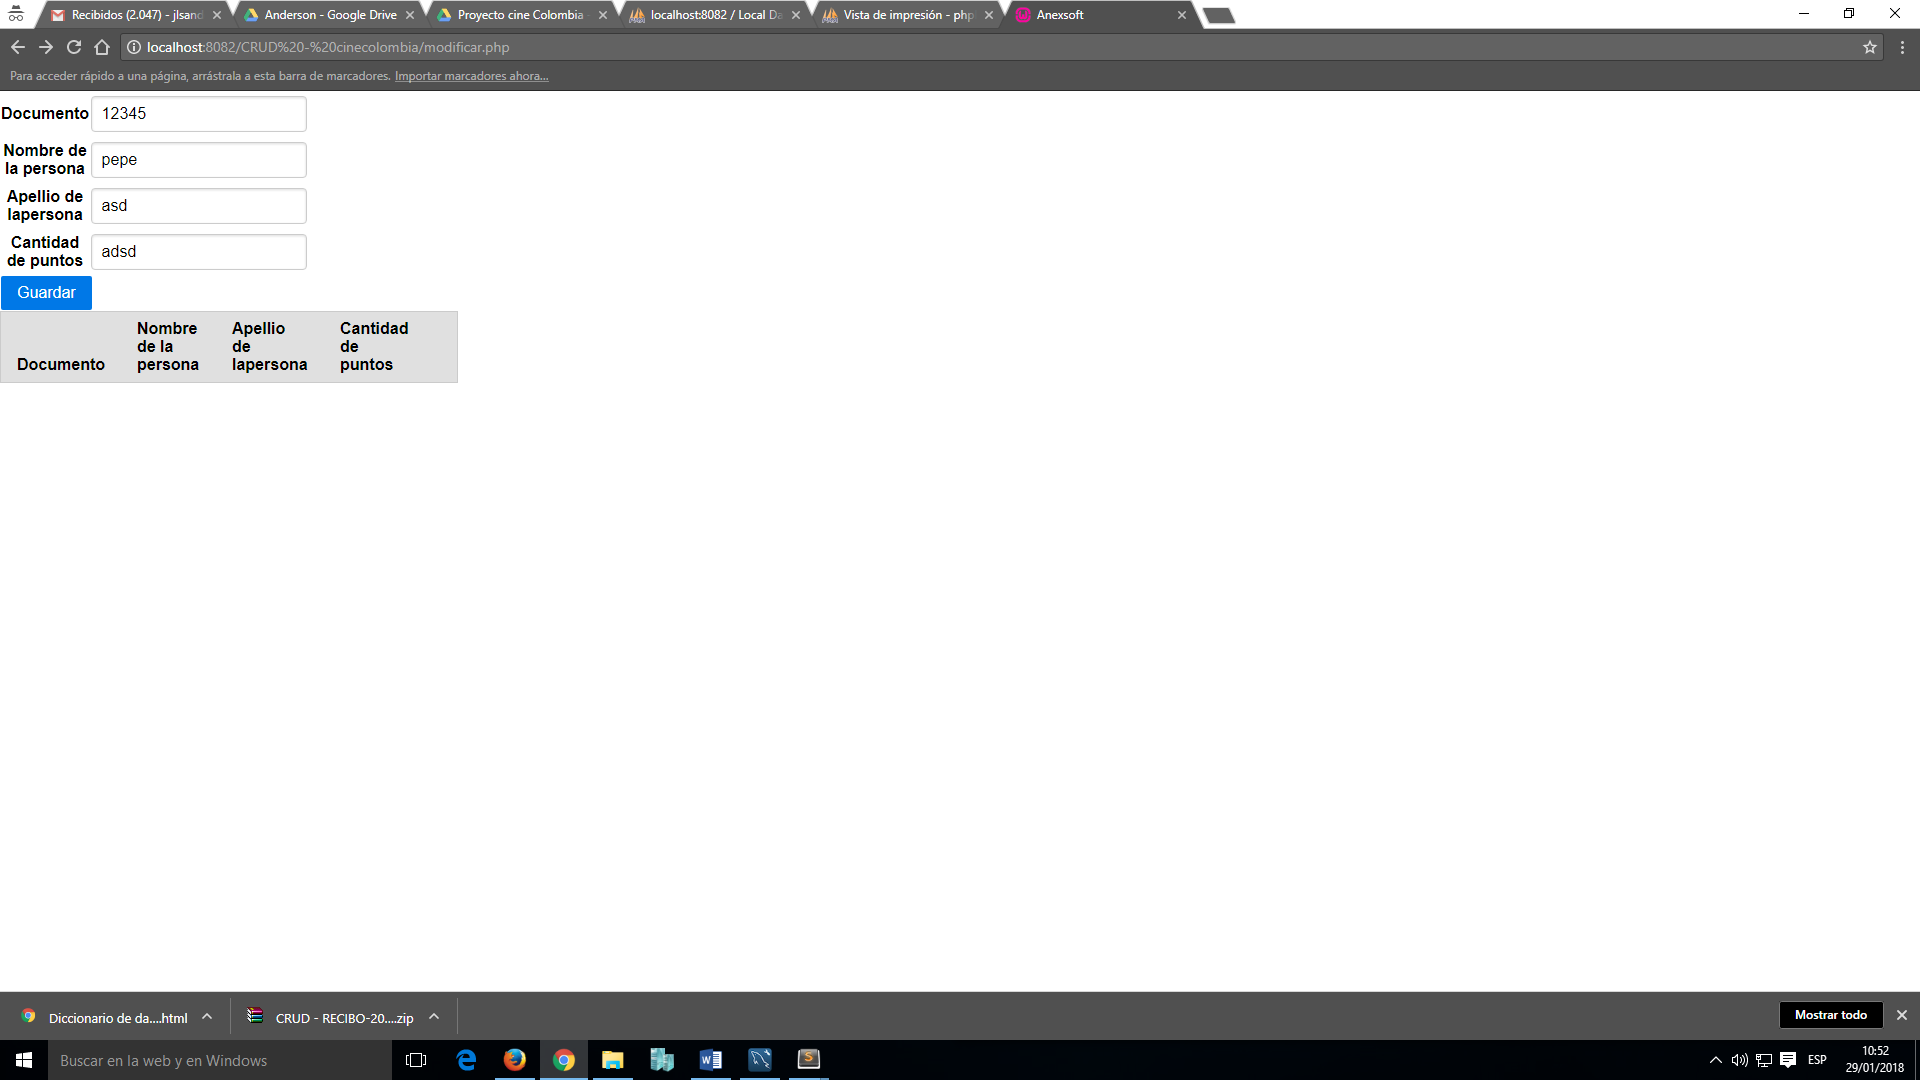 Recibidos (2.047) - jlsand
Anderson - Google Drive
Proyecto cine Colombia
localhost:8082 / Local Da
Vista de impresión - php
Anexsoft
localhost:8082/CRUD%20-%20cinecolombia/modificar.php
Para acceder rápido a una página, arrástrala a esta barra de marcadores. Importar marcadores ahora...
Documento 12345
Nombre de
la persona
pepe
Apellio de
lapersona
asd
Cantidad
de puntos
adsd
Guardar
Documento
Nombre
de la
persona
Apellio
de
lapersona
Cantidad
de
puntos
Diccionario de da....html
CRUD - RECIBO-20....zip
Mostrar todo
Buscar en la web y en Windows
ESP
10:52
29/01/2018